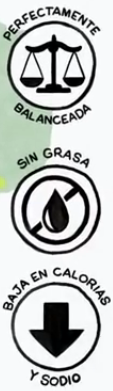 PERFECTAMENTE
BALANCEADA
SIN GRASA
BAJA EN CALORIAS
Y SODIO